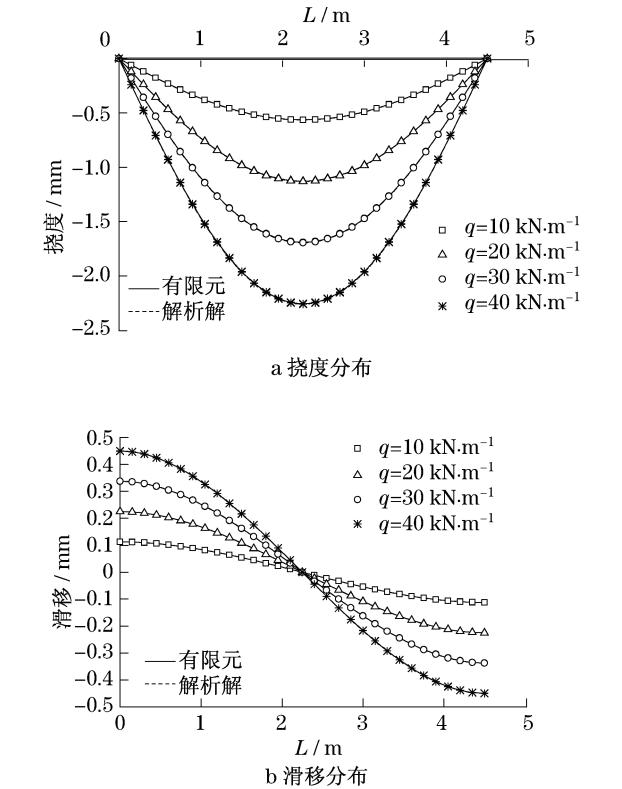 L / m
0 1 2 3 4 5
−0.5
−1.0
−1.5
−2.0
−2.5
挠度 / mm
q=10 kN·m⁻¹
q=20 kN·m⁻¹
q=30 kN·m⁻¹
q=40 kN·m⁻¹
有限元
解析解
a 挠度分布
0.5
0.4
0.3
0.2
0.1
0
−0.1
−0.2
−0.3
−0.4
−0.5
滑移 / mm
q=10 kN·m⁻¹
q=20 kN·m⁻¹
q=30 kN·m⁻¹
q=40 kN·m⁻¹
有限元
解析解
0 1 2 3 4 5
L / m
b 滑移分布